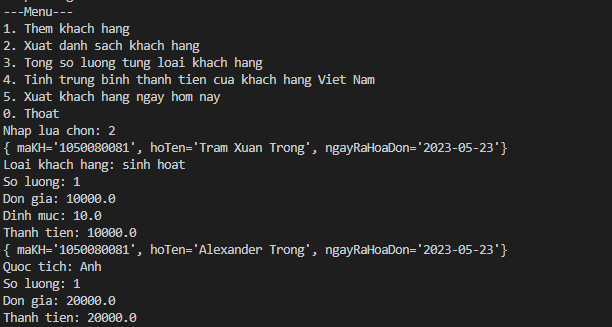 ---Menu---
1. Them khach hang
2. Xuat danh sach khach hang
3. Tong so luong tung loai khach hang
4. Tinh trung binh thanh tien cua khach hang Viet Nam
5. Xuat khach hang ngay hom nay
0. Thoat
Nhap lua chon: 2
{ maKH='1050080081', hoTen='Tram Xuan Trong', ngayRaHoaDon='2023-05-23'}
Loai khach hang: sinh hoat
So luong: 1
Don gia: 10000.0
Dinh muc: 10.0
Thanh tien: 10000.0
{ maKH='1050080081', hoTen='Alexander Trong', ngayRaHoaDon='2023-05-23'}
Quoc tich: Anh
So luong: 1
Don gia: 20000.0
Thanh tien: 20000.0